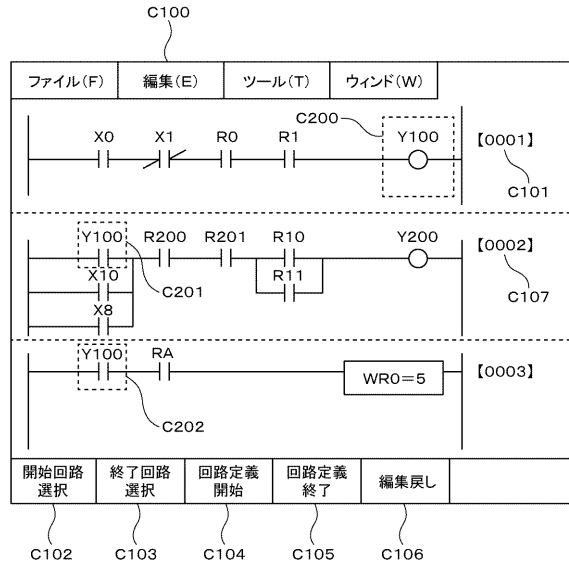 C100
ファイル(F) 編集(E) ツール(T) ウィンド(W)
C200
X0 X1 R0 R1 Y100 【0001】
C101
Y100 R200 R201 R10 Y200 【0002】
X10 R11
C201 C107
X8
Y100 RA 【0003】
WR0=5
C202
開始回路選択 終了回路選択 回路定義開始 回路定義終了 編集戻し
C102 C103 C104 C105 C106